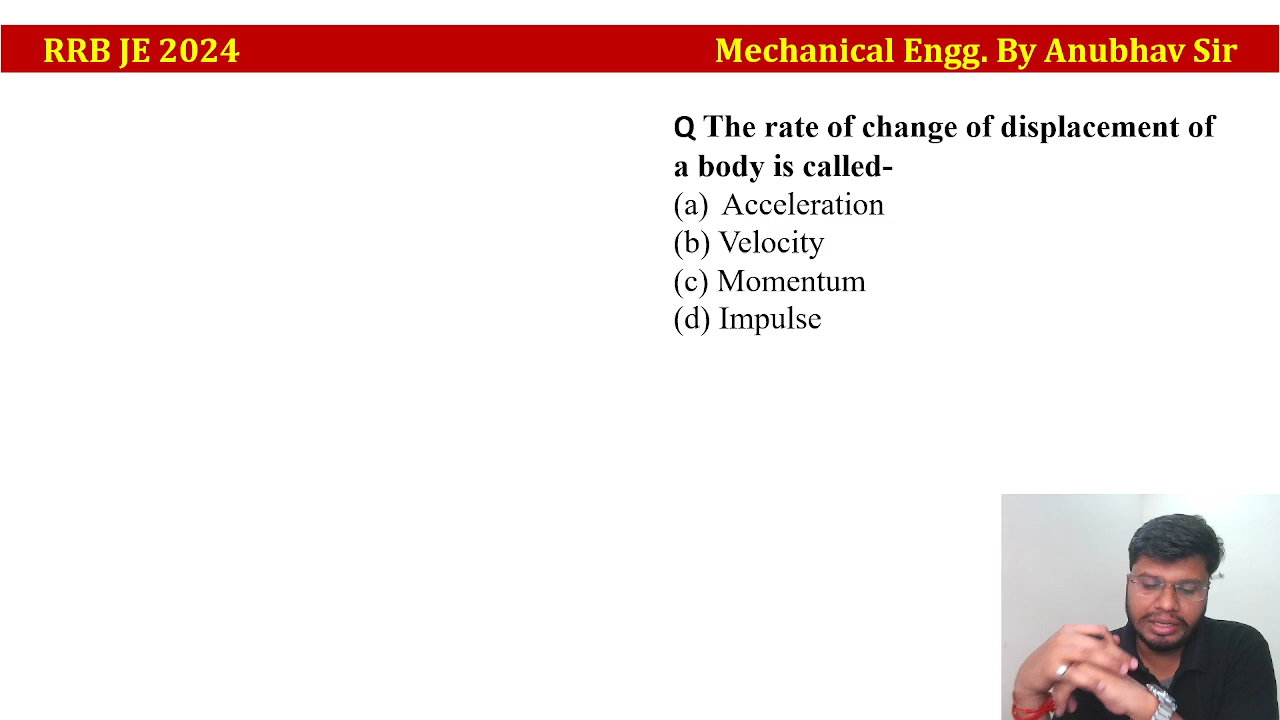 RRB JE 2024
Mechanical Engg. By Anubhav Sir
Q The rate of change of displacement of
a body is called-
(a) Acceleration
(b) Velocity
(c) Momentum
(d) Impulse